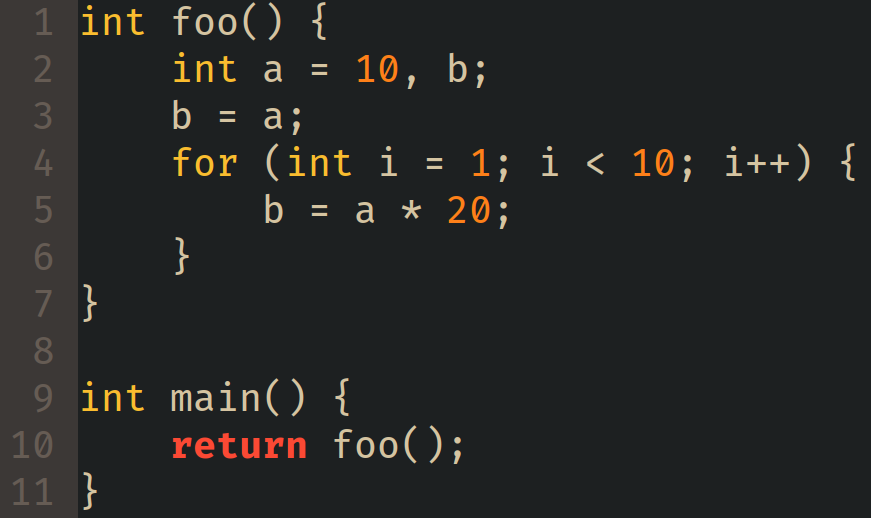 1 int foo() {
2     int a = 10, b;
3     b = a;
4     for (int i = 1; i < 10; i++) {
5         b = a * 20;
6     }
7 }
8
9 int main() {
10     return foo();
11 }